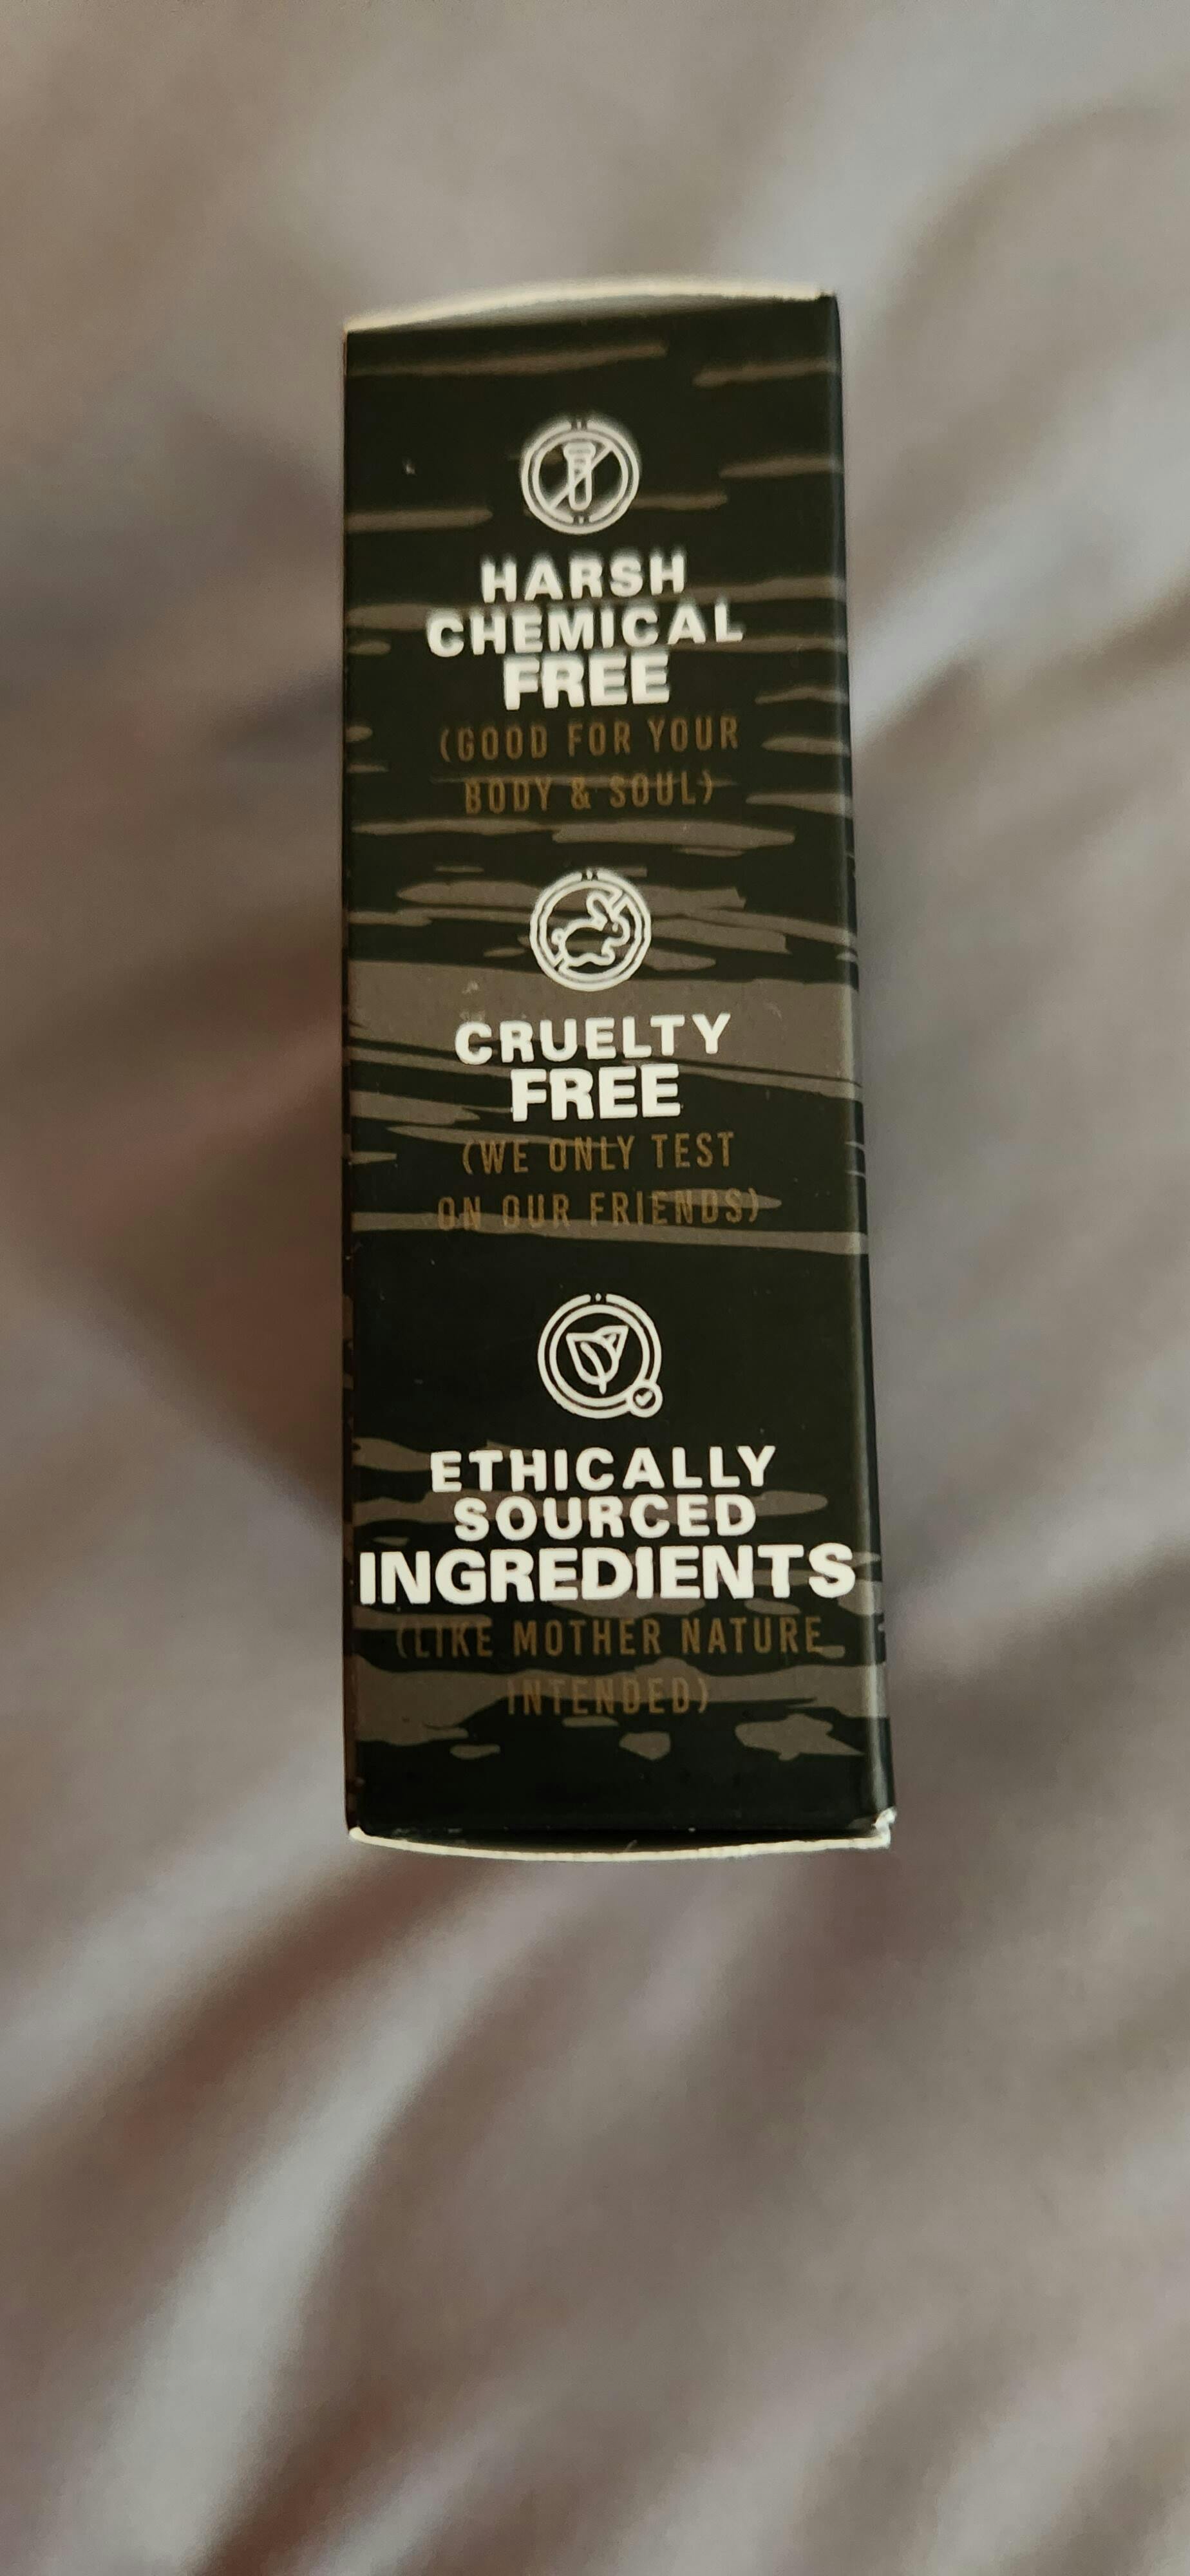 HARSH
CHEMICAL
FREE
(GOOD FOR YOUR
BODY & SOUL)
CRUELTY
FREE
(WE ONLY TEST
ON OUR FRIENDS)
ETHICALLY
SOURCED
INGREDIENTS
(LIKE MOTHER NATURE
INTENDED)